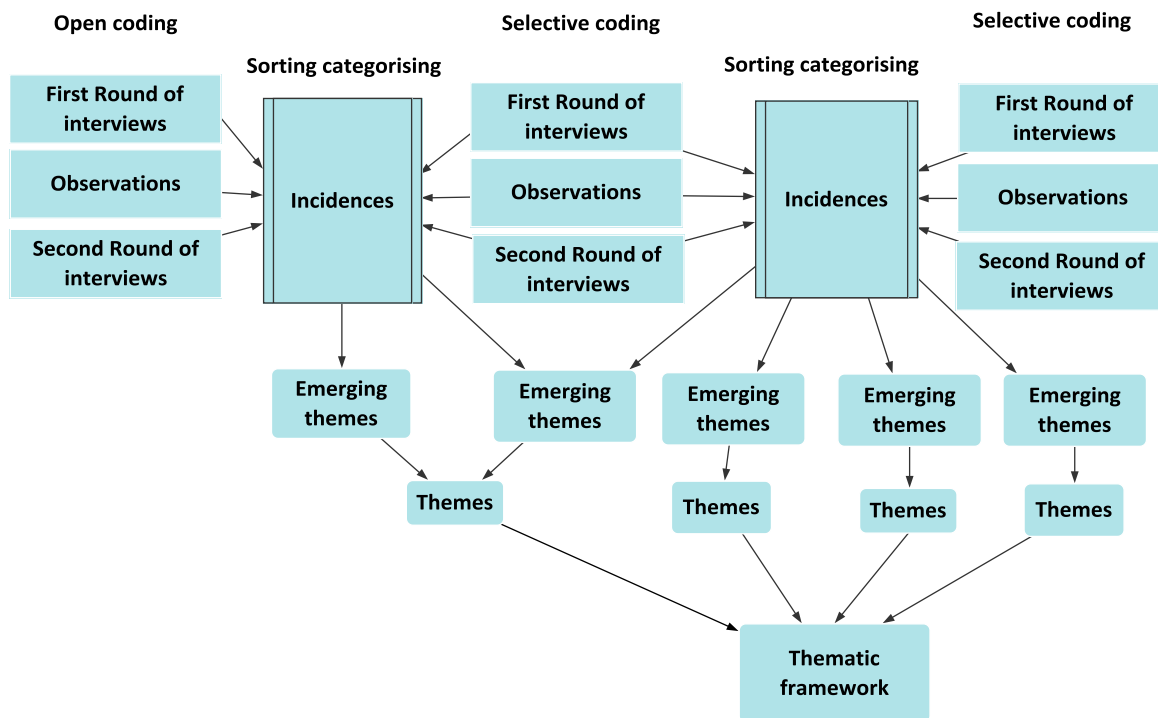 Open coding
Selective coding
Selective coding
Sorting categorising
Sorting categorising
First Round of
interviews
Observations
Second Round of
interviews
Incidences
First Round of
interviews
Observations
Second Round of
interviews
Incidences
First Round of
interviews
Observations
Second Round of
interviews
Emerging
themes
Emerging
themes
Emerging
themes
Emerging
themes
Emerging
themes
Themes
Themes
Themes
Themes
Thematic
framework